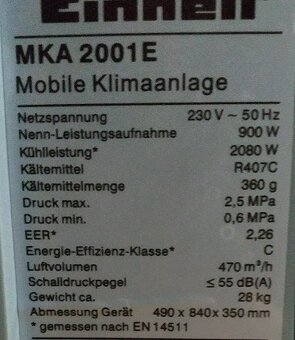 Einhell
MKA 2001E
Mobile Klimaanlage
Netzspannung 230 V ~ 50 Hz
Nenn-Leistungsaufnahme 900 W
Kühlleistung* 2080 W
Kältemittel R407C
Kältemittelmenge 360 g
Druck max. 2,5 MPa
Druck min. 0,6 MPa
EER* 2,26
Energie-Effizienz-Klasse* C
Luftvolumen 470 m³/h
Schalldruckpegel ≤ 55 dB(A)
Gewicht ca. 28 kg
Abmessung Gerät 490 x 840 x 350 mm
* gemessen nach EN 14511